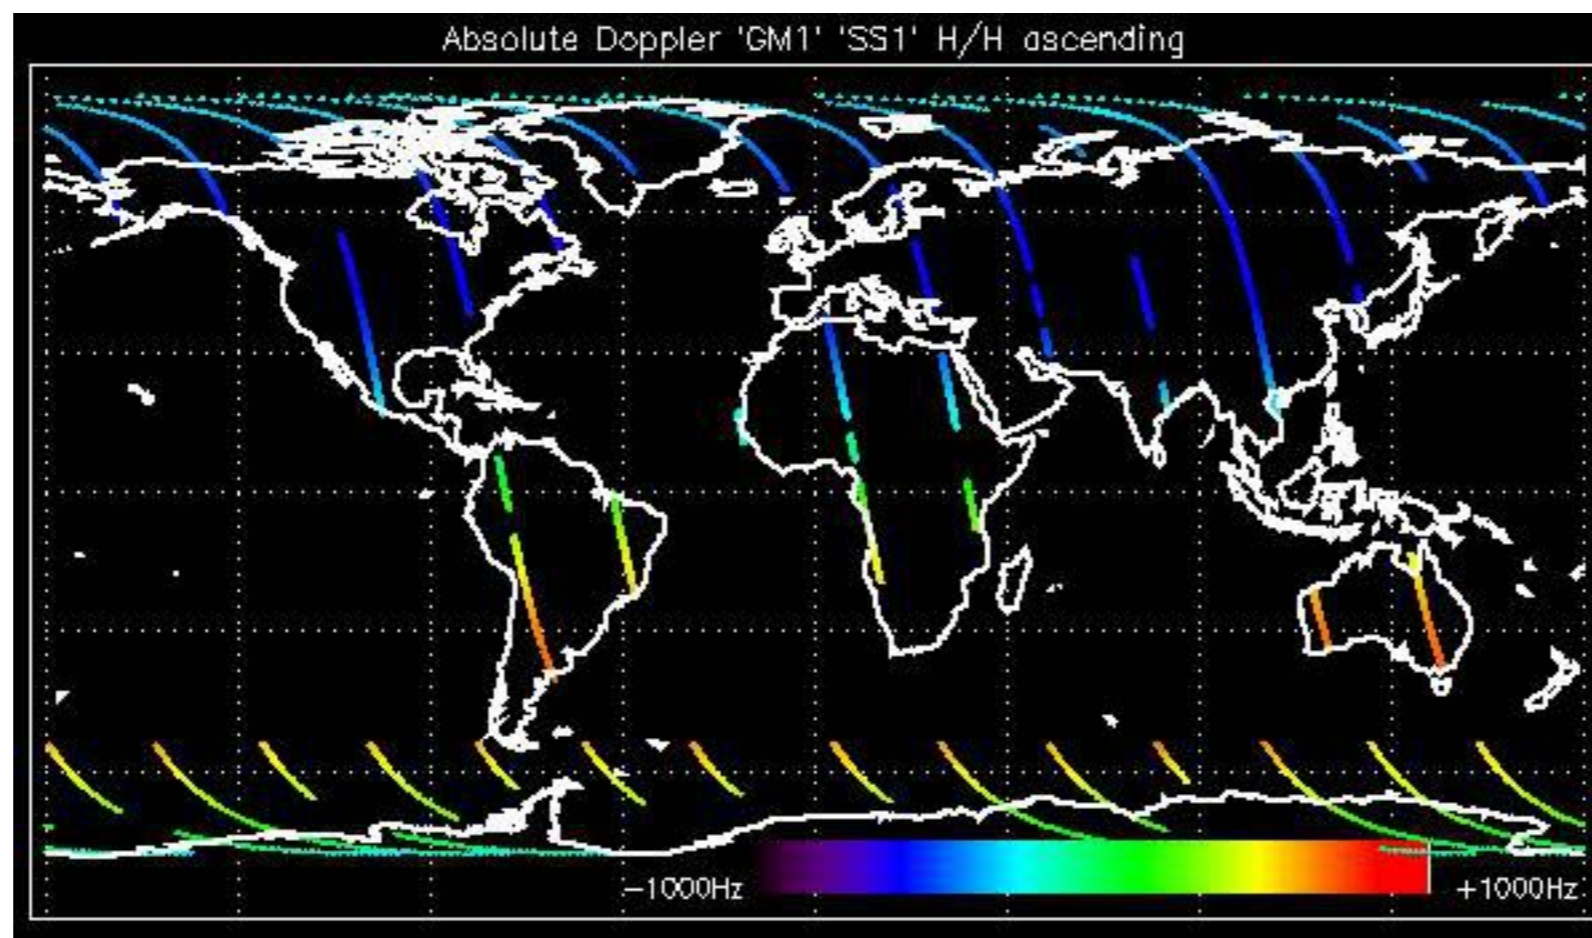 Absolute Doppler 'GM1' 'SS1' H/H ascending
−1000Hz +1000Hz